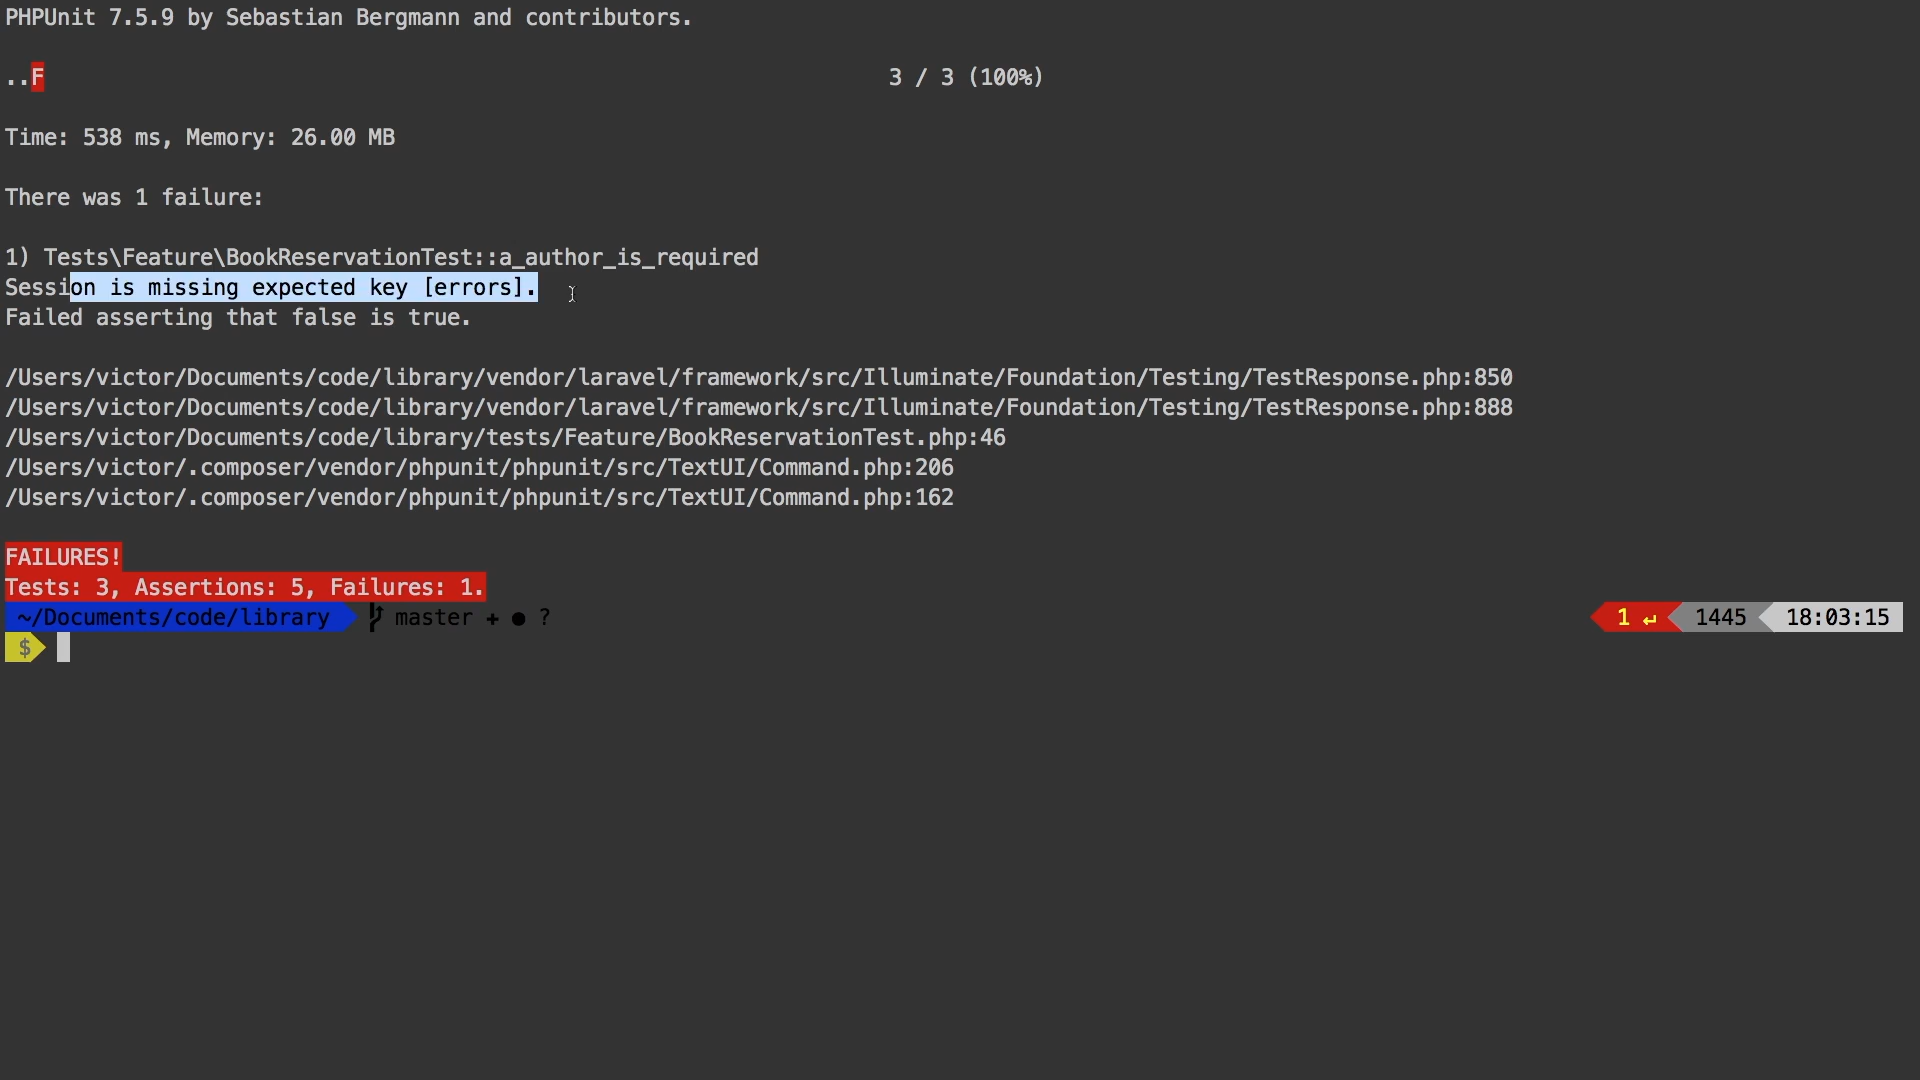 PHPUnit 7.5.9 by Sebastian Bergmann and contributors.
..F 3 / 3 (100%)
Time: 538 ms, Memory: 26.00 MB
There was 1 failure:
1) Tests\Feature\BookReservationTest::a_author_is_required
Session is missing expected key [errors].
Failed asserting that false is true.
/Users/victor/Documents/code/library/vendor/laravel/framework/src/Illuminate/Foundation/Testing/TestResponse.php:850
/Users/victor/Documents/code/library/vendor/laravel/framework/src/Illuminate/Foundation/Testing/TestResponse.php:888
/Users/victor/Documents/code/library/tests/Feature/BookReservationTest.php:46
/Users/victor/.composer/vendor/phpunit/phpunit/src/TextUI/Command.php:206
/Users/victor/.composer/vendor/phpunit/phpunit/src/TextUI/Command.php:162
FAILURES!
Tests: 3, Assertions: 5, Failures: 1.
~/Documents/code/library master + ● ? 1 ↵ 1445 18:03:15
$